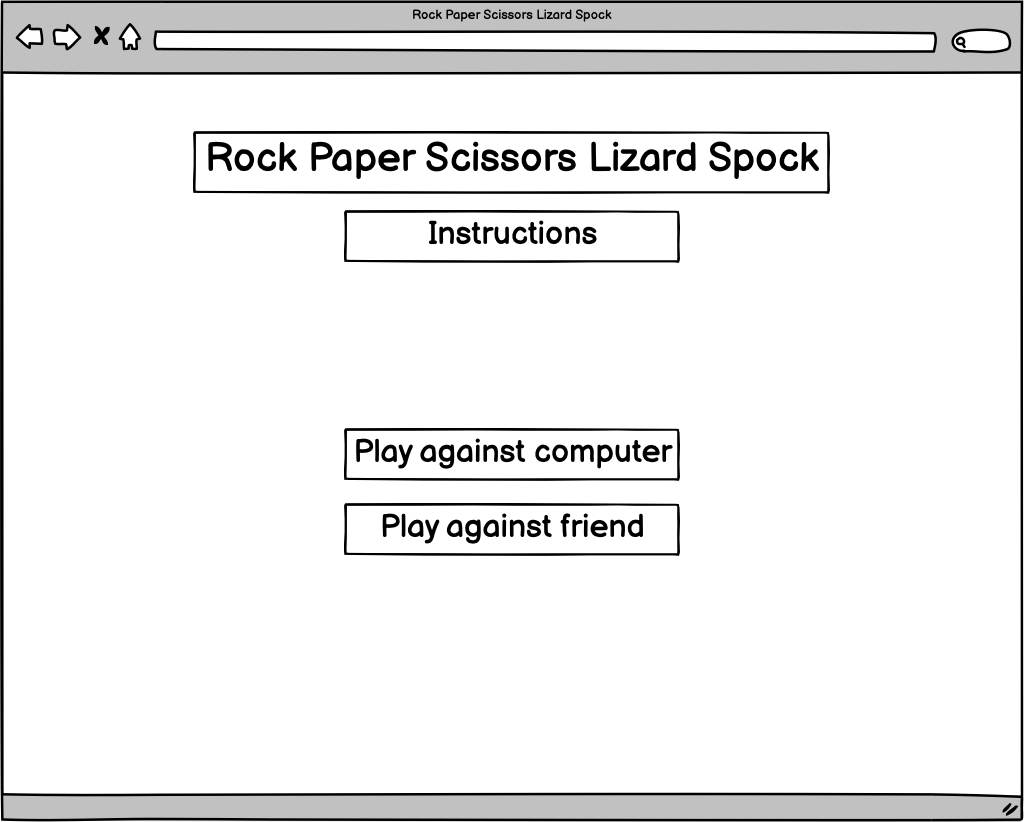 Rock Paper Scissors Lizard Spock
Rock Paper Scissors Lizard Spock
Instructions
Play against computer
Play against friend